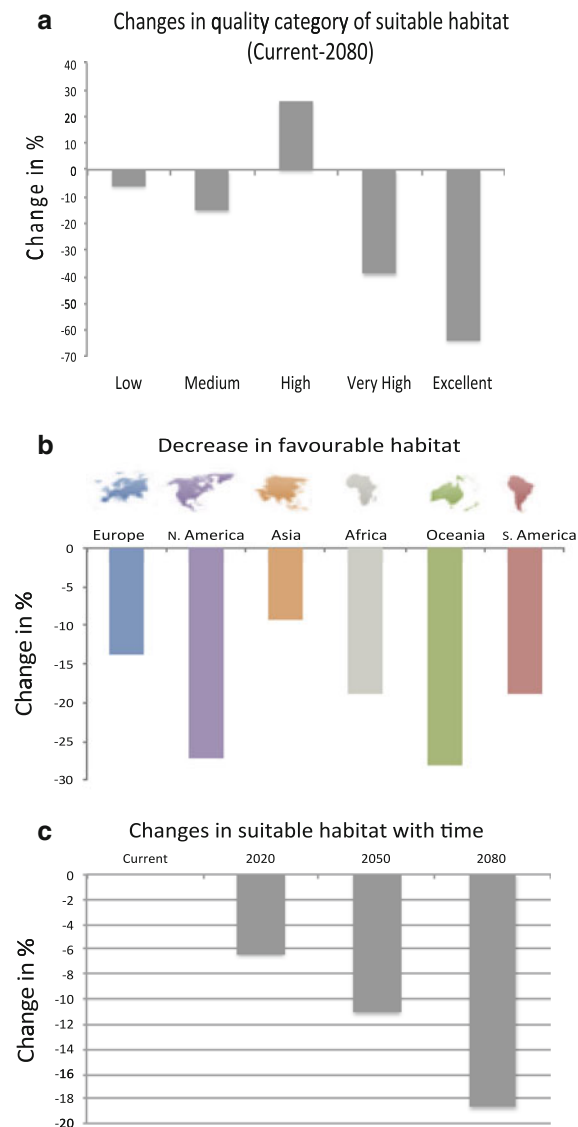 a
Changes in quality category of suitable habitat
(Current-2080)
Change in %
40
30
20
10
0
-10
-20
-30
-40
-50
-60
-70
Low Medium High Very High Excellent
b
Decrease in favourable habitat
Europe N. America Asia Africa Oceania S. America
Change in %
0
-5
-10
-15
-20
-25
-30
c
Changes in suitable habitat with time
Current 2020 2050 2080
Change in %
0
-2
-4
-6
-8
-10
-12
-14
-16
-18
-20